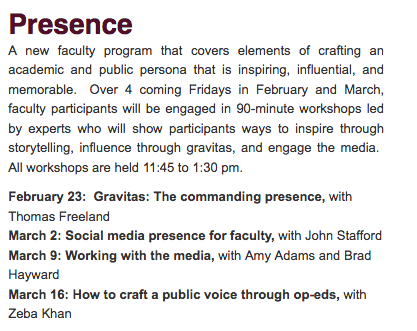 Presence
A new faculty program that covers elements of crafting an
academic and public persona that is inspiring, influential, and
memorable.  Over 4 coming Fridays in February and March,
faculty participants will be engaged in 90-minute workshops led
by experts who will show participants ways to inspire through
storytelling, influence through gravitas, and engage the media.
All workshops are held 11:45 to 1:30 pm.
February 23:  Gravitas: The commanding presence, with
Thomas Freeland
March 2: Social media presence for faculty, with John Stafford
March 9: Working with the media, with Amy Adams and Brad
Hayward
March 16: How to craft a public voice through op-eds, with
Zeba Khan